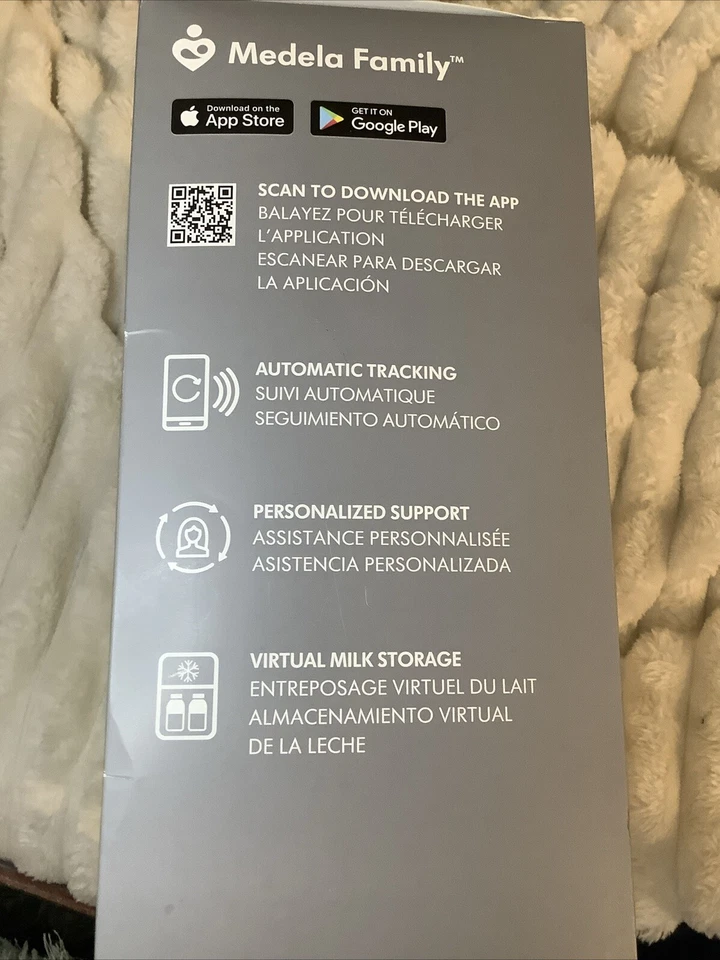 Medela Family™
Download on the
App Store
GET IT ON
Google Play
SCAN TO DOWNLOAD THE APP
BALAYEZ POUR TÉLÉCHARGER
L'APPLICATION
ESCANEAR PARA DESCARGAR
LA APLICACIÓN
AUTOMATIC TRACKING
SUIVI AUTOMATIQUE
SEGUIMIENTO AUTOMÁTICO
PERSONALIZED SUPPORT
ASSISTANCE PERSONNALISÉE
ASISTENCIA PERSONALIZADA
VIRTUAL MILK STORAGE
ENTREPOSAGE VIRTUEL DU LAIT
ALMACENAMIENTO VIRTUAL
DE LA LECHE